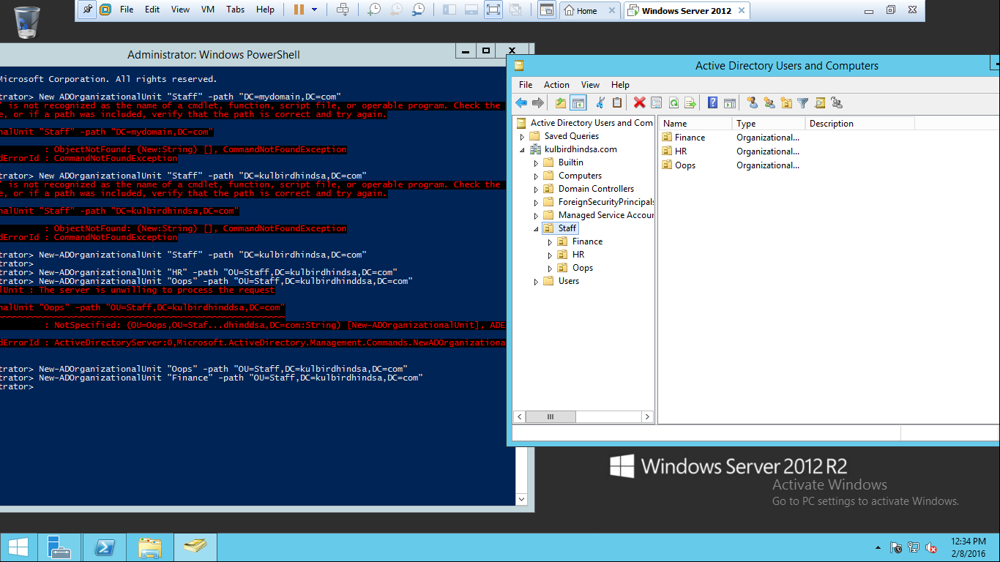 File Edit View VM Tabs Help
Home
Windows Server 2012
Administrator: Windows PowerShell
Microsoft Corporation. All rights reserved.
trator> New ADOrganizationalUnit "Staff" -path "DC=mydomain,DC=com"
' is not recognized as the name of a cmdlet, function, script file, or operable program. Check the
e, or if a path was included, verify that the path is correct and try again.
nalUnit "Staff" -path "DC=mydomain,DC=com"
: ObjectNotFound: (New:String) [], CommandNotFoundException
dErrorId : CommandNotFoundException
trator> New ADOrganizationalUnit "Staff" -path "DC=kulbirdhindsa,DC=com"
' is not recognized as the name of a cmdlet, function, script file, or operable program. Check the
e, or if a path was included, verify that the path is correct and try again.
nalUnit "Staff" -path "DC=kulbirdhindsa,DC=com"
: ObjectNotFound: (New:String) [], CommandNotFoundException
dErrorId : CommandNotFoundException
trator> New-ADOrganizationalUnit "Staff" -path "DC=kulbirdhindsa,DC=com"
trator>
trator> New-ADOrganizationalUnit "HR" -path "OU=Staff,DC=kulbirdhindsa,DC=com"
trator> New-ADOrganizationalUnit "Oops" -path "OU=Staff,DC=kulbirdhinddsa,DC=com"
lUnit : The server is unwilling to process the request
nalUnit "Oops" -path "OU=Staff,DC=kulbirdhinddsa,DC=com"
~~~~~~~~~~~~~~~~~~~~~~~~~~~~~~~~~~~~~~~~~~~~~~~~~~~~~~~~
: NotSpecified: (OU=Oops,OU=Staf...dhinddsa,DC=com:String) [New-ADOrganizationalUnit], ADE
dErrorId : ActiveDirectoryServer:0,Microsoft.ActiveDirectory.Management.Commands.NewADOrganizationa
trator> New-ADOrganizationalUnit "Oops" -path "OU=Staff,DC=kulbirdhindsa,DC=com"
trator> New-ADOrganizationalUnit "Finance" -path "OU=Staff,DC=kulbirdhindsa,DC=com"
trator>
Active Directory Users and Computers
File Action View Help
Active Directory Users and Com
Saved Queries
kulbirdhindsa.com
Builtin
Computers
Domain Controllers
ForeignSecurityPrincipals
Managed Service Accour
Staff
Finance
HR
Oops
Users
Name Type Description
Finance Organizational...
HR Organizational...
Oops Organizational...
Windows Server 2012 R2
Activate Windows
Go to PC settings to activate Windows.
12:34 PM
2/8/2016